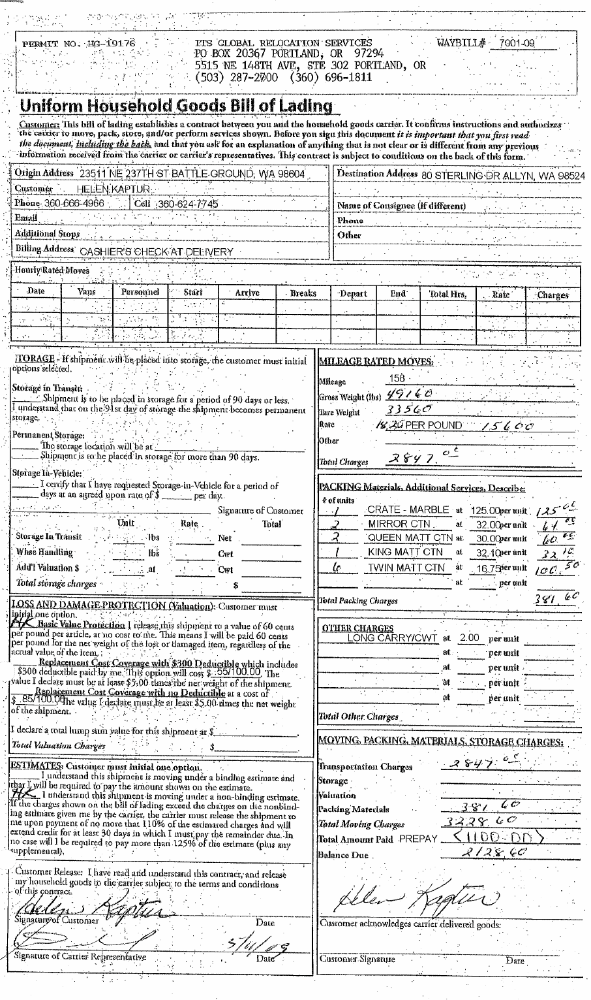 PERMIT NO. HG-19176 ITS GLOBAL RELOCATION SERVICES WAYBILL# 7001-09
PO BOX 20367 PORTLAND, OR 97294
5515 NE 148TH AVE, STE 302 PORTLAND, OR
(503) 287-2700 (360) 696-1811
Uniform Household Goods Bill of Lading
Customer: This bill of lading establishes a contract between you and the household goods carrier. It confirms instructions and authorizes
the carrier to move, pack, store, and/or perform services shown. Before you sign this document it is important that you first read
the document, including the back, and that you ask for an explanation of anything that is not clear or is different from any previous
information received from the carrier or carrier's representatives. This contract is subject to conditions on the back of this form.
Origin Address 23511 NE 237TH ST BATTLE GROUND, WA 98604
Customer HELEN KAPTUR
Phone 360-666-4966 Cell 360-624-7745
Email
Additional Stops
Billing Address CASHIER'S CHECK AT DELIVERY
Destination Address 80 STERLING DR ALLYN, WA 98524
Name of Consignee (if different)
Phone
Other
Hourly Rated Moves
Date Vans Personnel Start Arrive Breaks Depart End Total Hrs. Rate Charges
TORAGE - If shipment will be placed into storage, the customer must initial
options selected.
Storage in Transit:
Shipment is to be placed in storage for a period of 90 days or less.
I understand that on the 91st day of storage the shipment becomes permanent
storage.
Permanent Storage:
The storage location will be at
Shipment is to be placed in storage for more than 90 days.
Storage In-Vehicle:
I certify that I have requested Storage-in-Vehicle for a period of
days at an agreed upon rate of $ per day.
Signature of Customer
Unit Rate Total
Storage In Transit lbs Net
Whse Handling lbs Cwt
Add'l Valuation $ at Cwt
Total storage charges $
LOSS AND DAMAGE PROTECTION (Valuation): Customer must
initial one option.
HK Basic Value Protection I release this shipment to a value of 60 cents
per pound per article, at no cost to me. This means I will be paid 60 cents
per pound for the net weight of the lost or damaged item, regardless of the
actual value of the item.
Replacement Cost Coverage with $300 Deductible which includes
$300 deductible paid by me. This option will cost $ .55/100.00 The
value I declare must be at least $5.00 times the net weight of the shipment.
Replacement Cost Coverage with no Deductible at a cost of
$ .85/100.00 The value I declare must be at least $5.00 times the net weight
of the shipment.
I declare a total lump sum value for this shipment at $
Total Valuation Charges $
ESTIMATES: Customer must initial one option.
I understand this shipment is moving under a binding estimate and
that I will be required to pay the amount shown on the estimate.
HK I understand this shipment is moving under a non-binding estimate.
If the charges shown on the bill of lading exceed the charges on the nonbind-
ing estimate given me by the carrier, the carrier must release the shipment to
me upon payment of no more that 110% of the estimated charges and will
extend credit for at least 30 days in which I must pay the remainder due. In
no case will I be required to pay more than 125% of the estimate (plus any
supplemental).
Customer Release: I have read and understand this contract, and release
my household goods to the carrier subject to the terms and conditions
of this contract.
Helen Kaptur
Signature of Customer Date
5/11/09
Signature of Carrier Representative Date
MILEAGE RATED MOVES:
Mileage 158
Gross Weight (lbs) 49160
Tare Weight 33560
Rate 18.20 PER POUND 15600
Other
Total Charges 2847.00
PACKING Materials, Additional Services, Describe:
# of units
1 CRATE - MARBLE at 125.00 per unit 125.00
2 MIRROR CTN at 32.00 per unit 64.00
2 QUEEN MATT CTN at 30.00 per unit 60.00
1 KING MATT CTN at 32.10 per unit 32.10
6 TWIN MATT CTN at 16.75 per unit 100.50
at per unit
Total Packing Charges 381.60
OTHER CHARGES
LONG CARRY/CWT at 2.00 per unit
at per unit
at per unit
at per unit
at per unit
Total Other Charges
MOVING, PACKING, MATERIALS, STORAGE CHARGES:
Transportation Charges 2847.00
Storage
Valuation
Packing Materials 381.60
Total Moving Charges 3228.60
Total Amount Paid PREPAY <1100.00>
Balance Due 2128.60
Helen Kaptur
Customer acknowledges carrier delivered goods:
Customer Signature Date